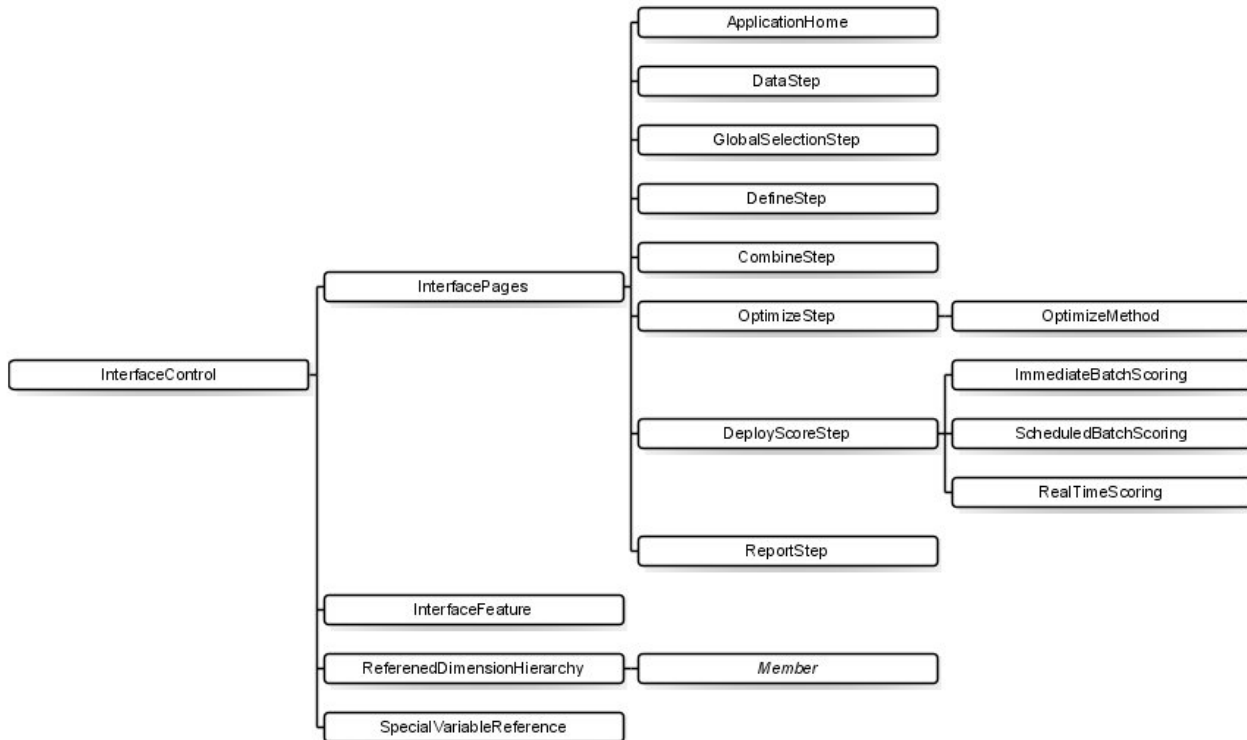 ApplicationHome
DataStep
GlobalSelectionStep
DefineStep
CombineStep
InterfacePages
OptimizeStep
OptimizeMethod
InterfaceControl
ImmediateBatchScoring
DeployScoreStep
ScheduledBatchScoring
RealTimeScoring
ReportStep
InterfaceFeature
ReferenedDimensionHierarchy
Member
SpecialVariableReference